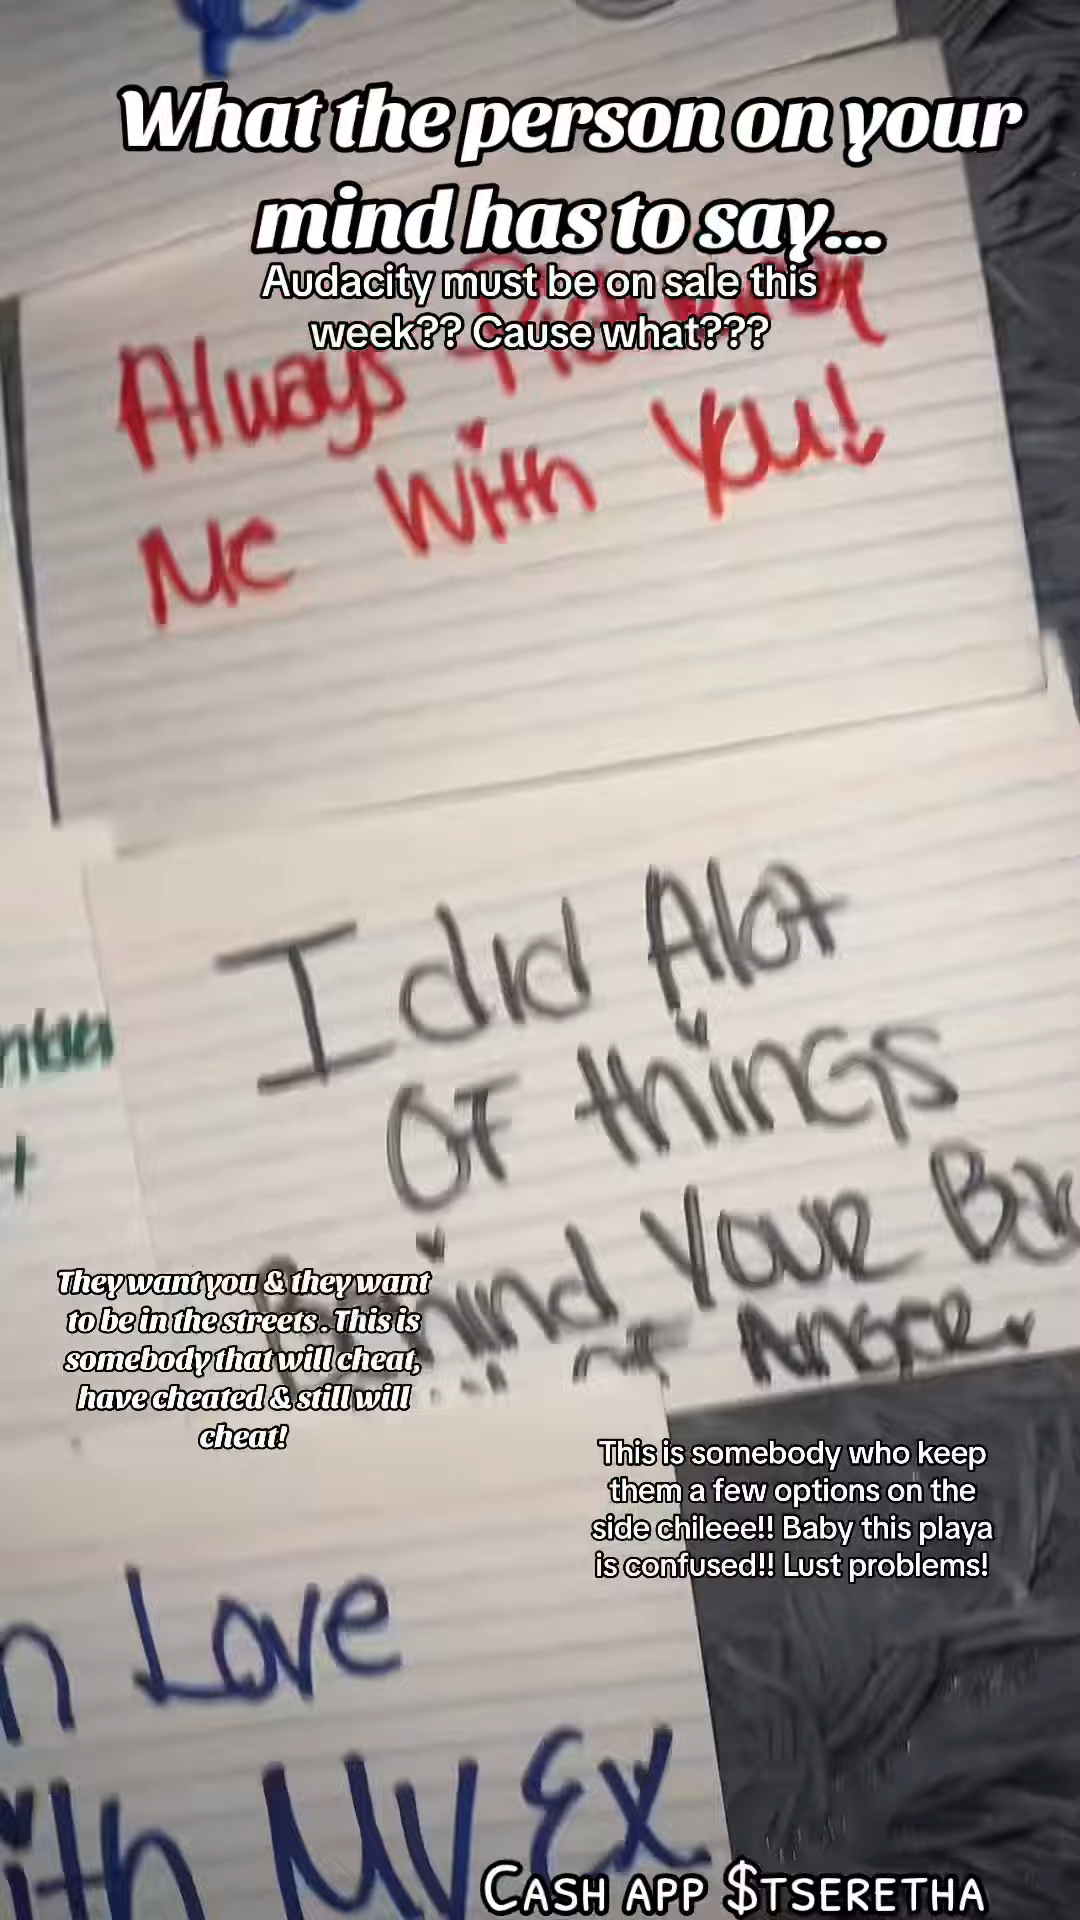 What the person on your
mind has to say...
Audacity must be on sale this
week?? Cause what???
Always
Me With You!
I did Alot
OF things
Behind Your
Anger
They want you & they want
to be in the streets. This is
somebody that will cheat,
have cheated & still will
cheat!
This is somebody who keep
them a few options on the
side chileee!! Baby this playa
is confused!! Lust problems!
Love
My Ex
Cash app $tseretha